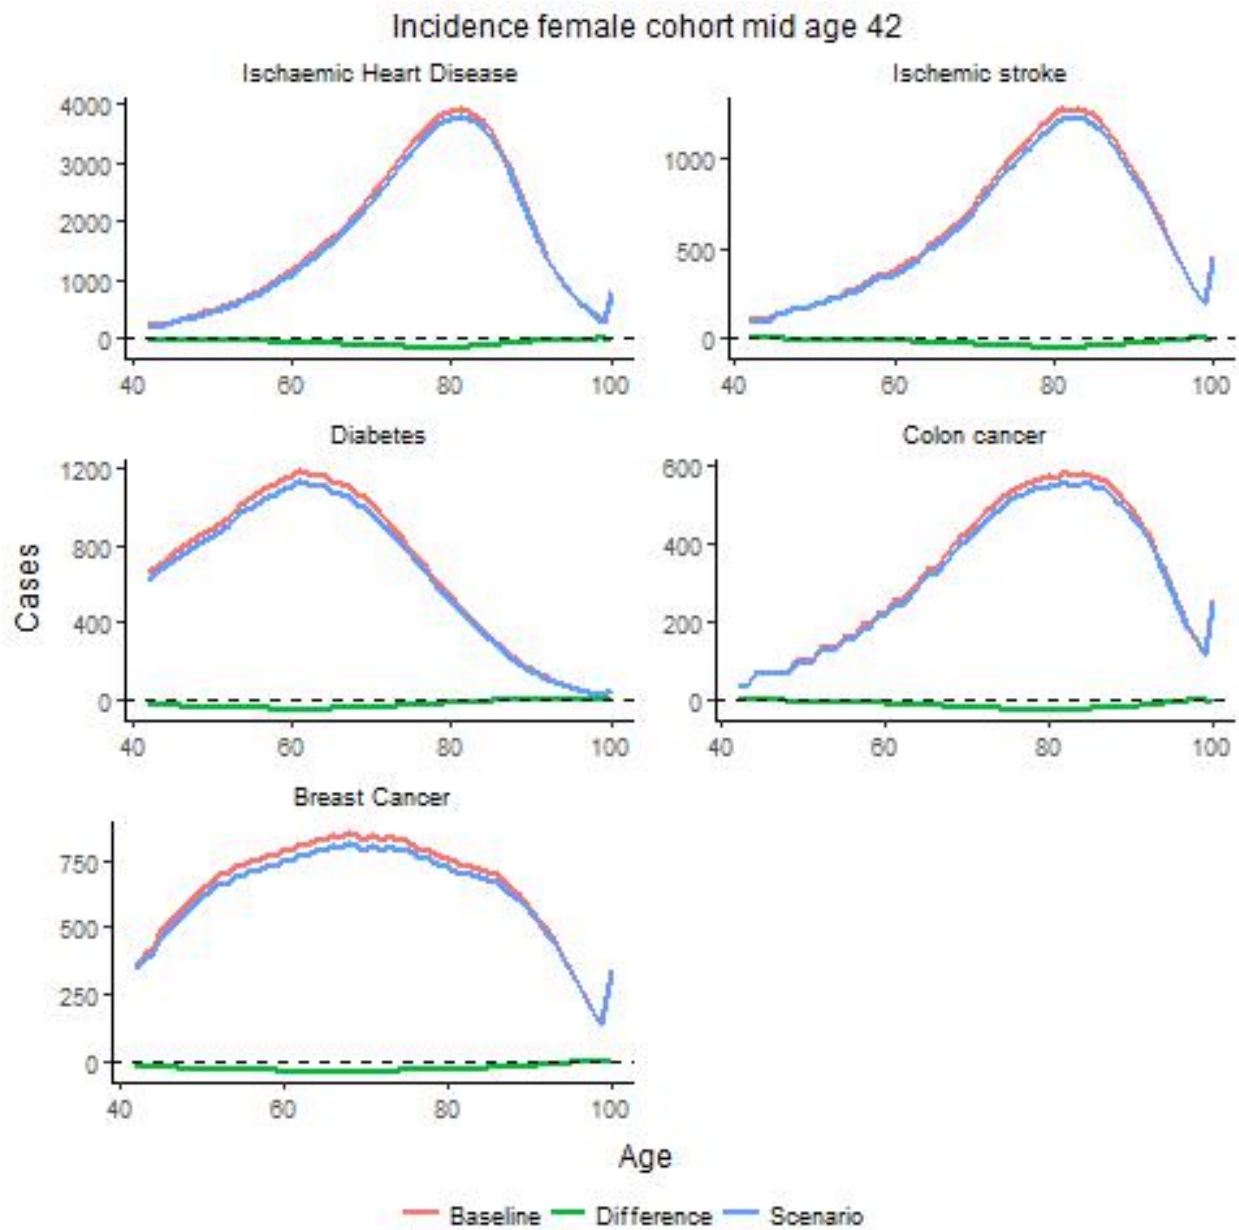 Incidence female cohort mid age 42
Ischaemic Heart Disease
4000
3000
2000
1000
0
40 60 80 100
Ischemic stroke
1000
500
0
40 60 80 100
Diabetes
1200
800
400
0
40 60 80 100
Colon cancer
600
400
200
0
40 60 80 100
Breast Cancer
750
500
250
0
40 60 80 100
Cases
Age
Baseline Difference Scenario